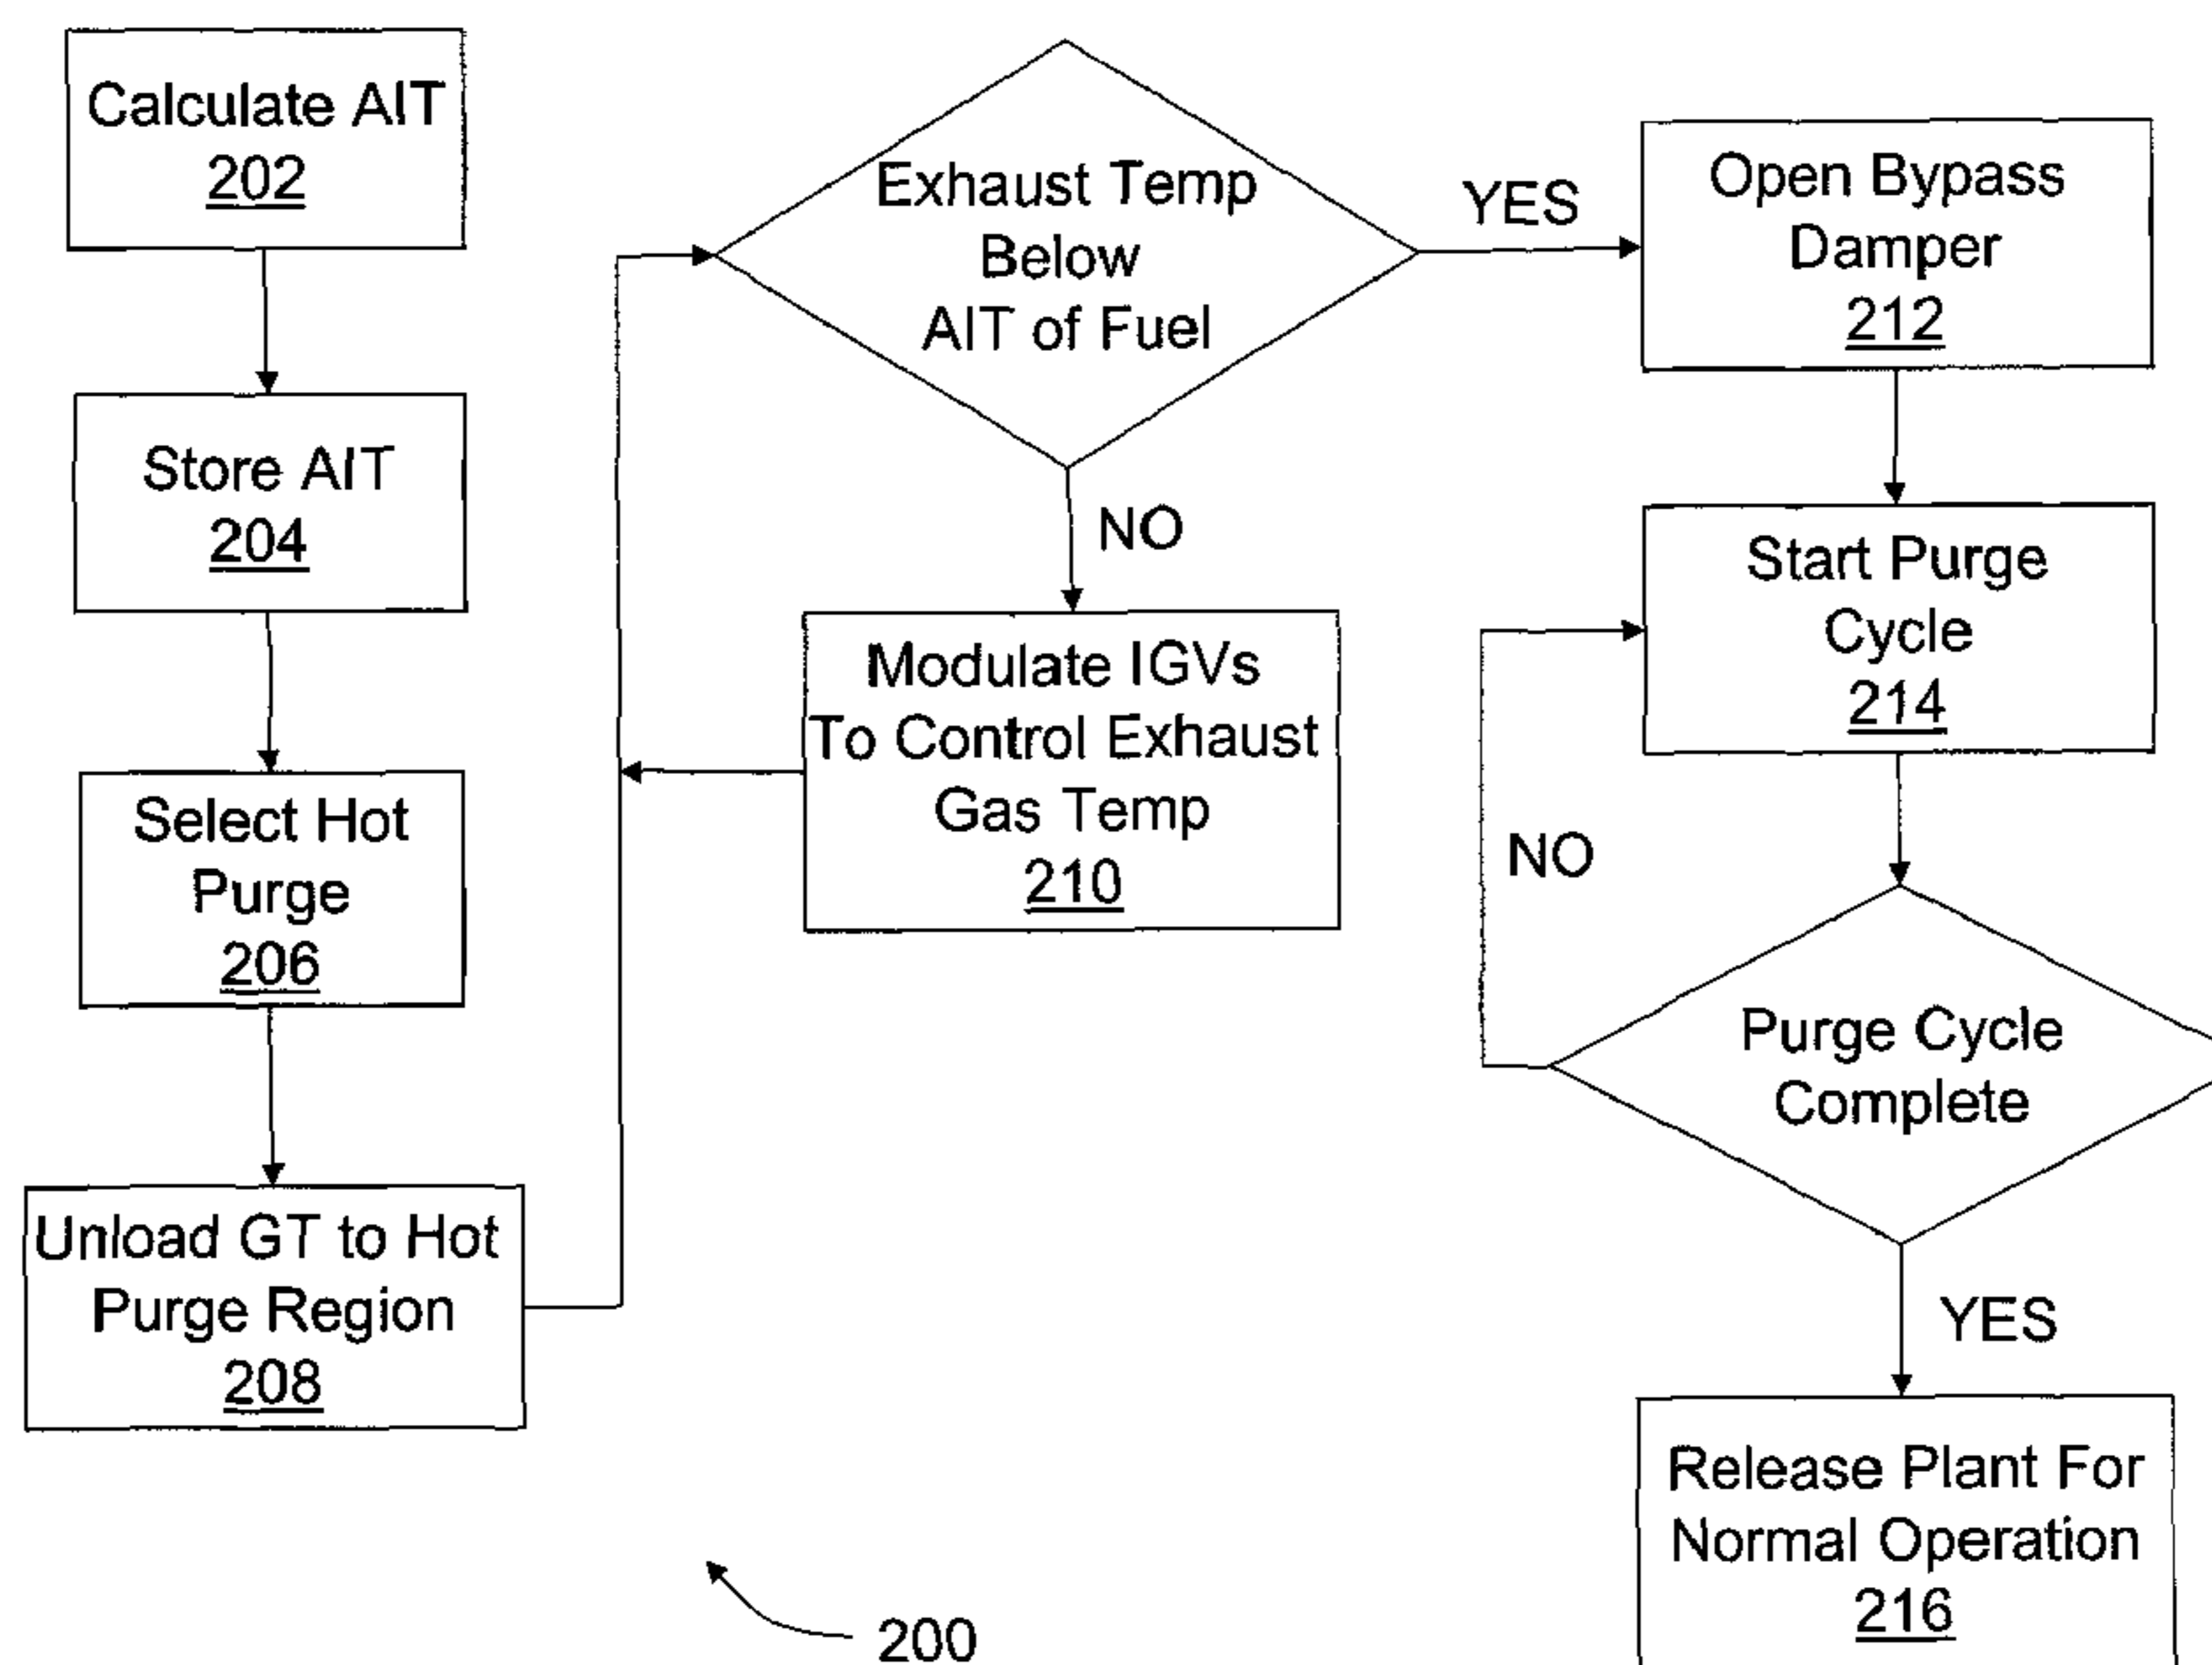 Calculate AIT
202
Store AIT
204
Select Hot
Purge
206
Unload GT to Hot
Purge Region
208
Exhaust Temp
Below
AIT of Fuel
YES
NO
Modulate IGVs
To Control Exhaust
Gas Temp
210
Open Bypass
Damper
212
Start Purge
Cycle
214
NO
Purge Cycle
Complete
YES
Release Plant For
Normal Operation
216
200